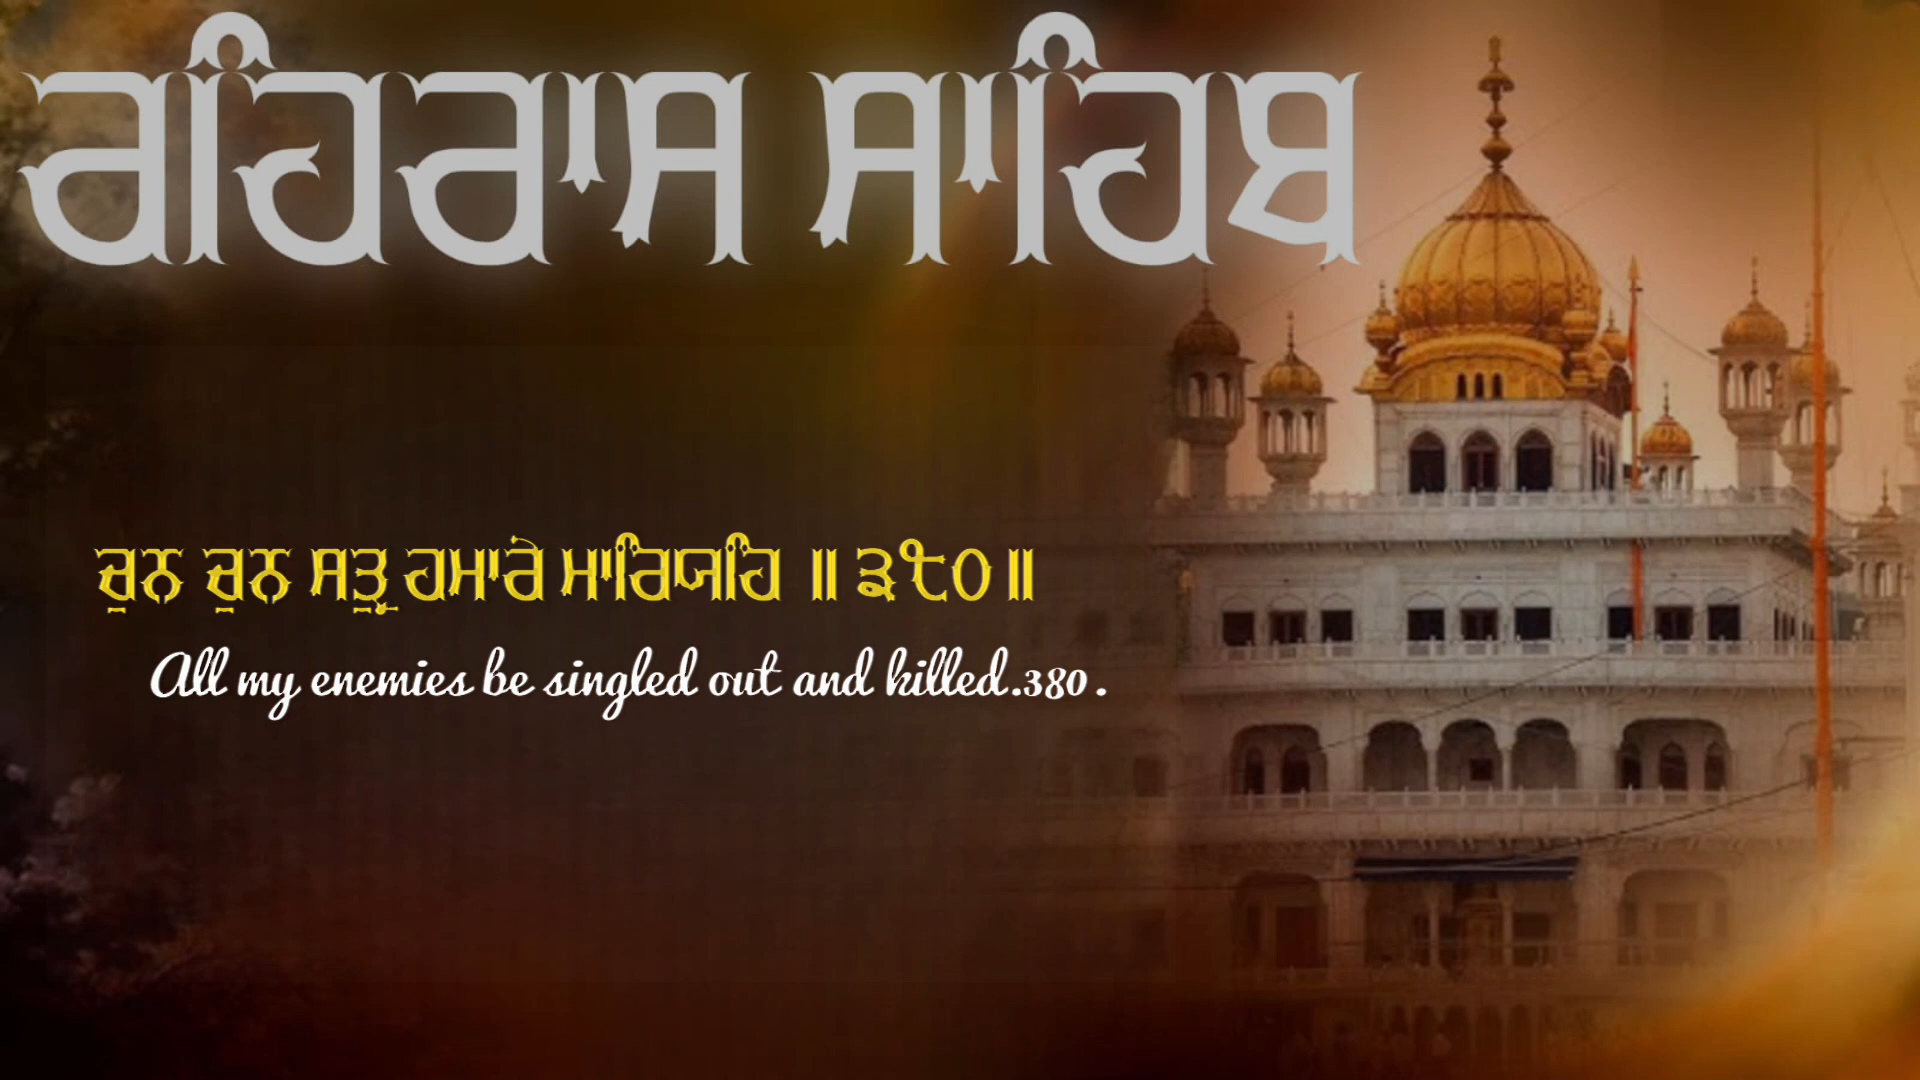 ਰਹਿਰਾਸ ਸਾਹਿਬ
ਚੁਨ ਚੁਨ ਸਤ੍ਰੁ ਹਮਾਰੇ ਮਾਰਿਯਹਿ ॥੩੮੦॥
All my enemies be singled out and killed.380 .